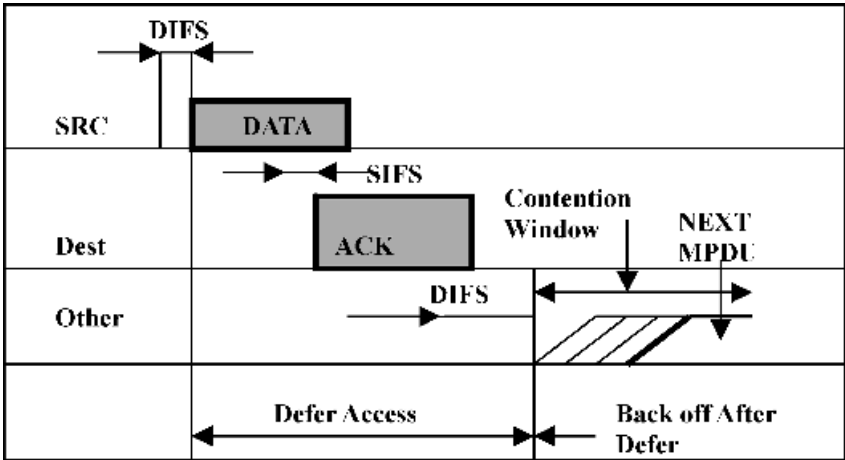 DIFS
SRC
DATA
SIFS
Contention
Window
NEXT
MPDU
Dest
ACK
DIFS
Other
Defer Access
Back off After
Defer